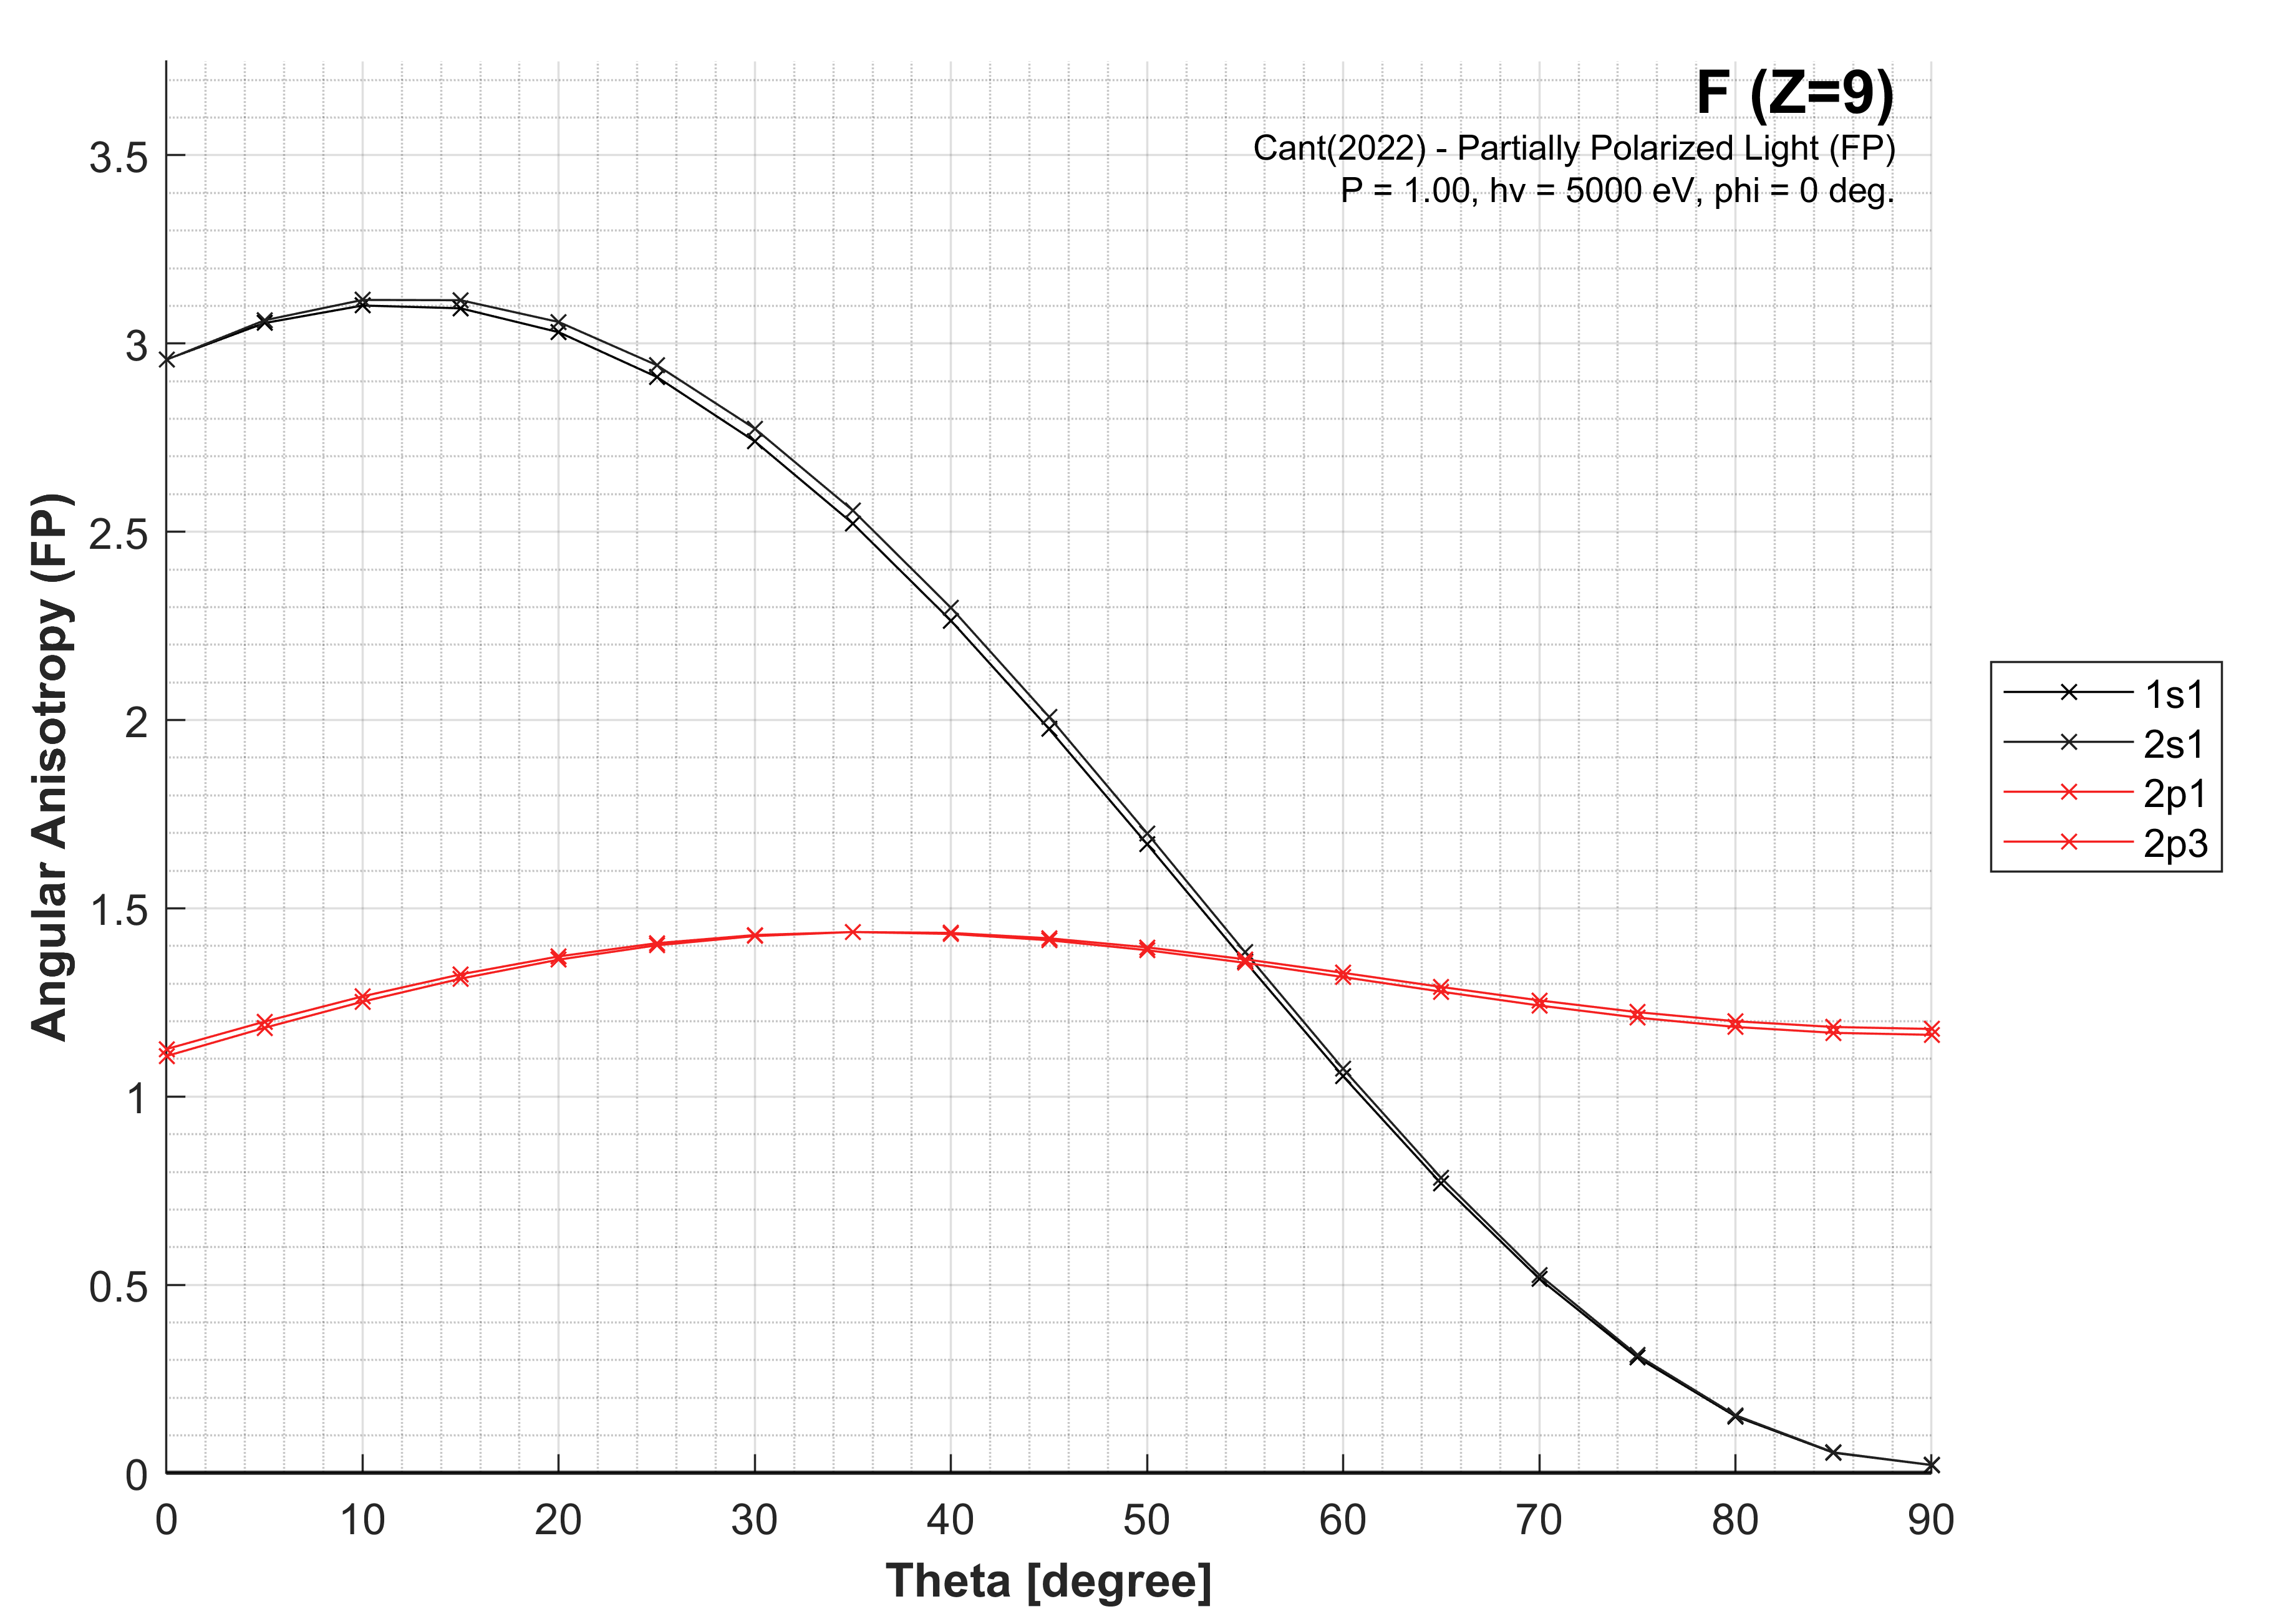 F (Z=9)
Cant(2022) - Partially Polarized Light (FP)
P = 1.00, hv = 5000 eV, phi = 0 deg.
Angular Anisotropy (FP)
3.5
3
2.5
2
1.5
1
0.5
0
0 10 20 30 40 50 60 70 80 90
Theta [degree]
1s1
2s1
2p1
2p3